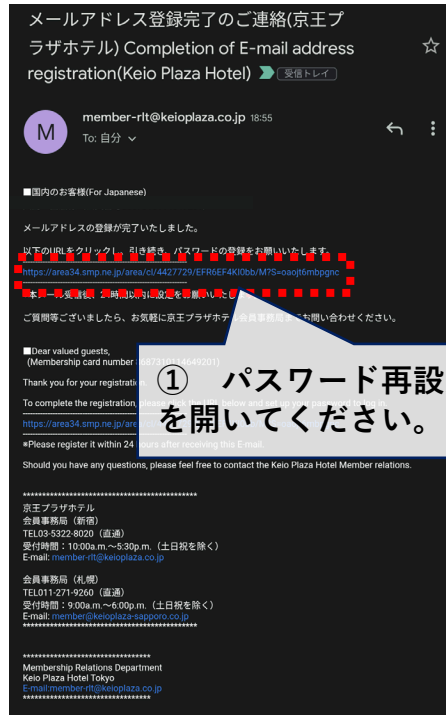 メールアドレス登録完了のご連絡(京王プ
ラザホテル) Completion of E-mail address
registration(Keio Plaza Hotel)
受信トレイ
M
member-rlt@keioplaza.co.jp 18:55
To: 自分
■国内のお客様(For Japanese)
メールアドレスの登録が完了いたしました。
以下のURLをクリックし、引き続き、パスワードの登録をお願いいたします。
https://area34.smp.ne.jp/area/cl/4427729/EFR6EF4KI0bb/M?S=oaojt6mbpgnc
ご質問等ございましたら、お気軽に京王プラザホテル会員事務局までお問い合わせください。
■Dear valued guests,
(Membership card number 8687310114649201)
Thank you for your registration.
To complete the registration, please click the URL below and set up your password to log in.
https://area34.smp.ne.jp/are
※Please register it within 24 hours after receiving this E-mail.
Should you have any questions, please feel free to contact the Keio Plaza Hotel Member relations.
① パスワード再設
を開いてください。
**********************************************
京王プラザホテル
会員事務局（新宿）
TEL03-5322-8020（直通）
受付時間：10:00a.m.～5:30p.m.（土日祝を除く）
E-mail: member-rlt@keioplaza.co.jp
会員事務局（札幌）
TEL011-271-9260（直通）
受付時間：9:00a.m.～6:00p.m.（土日祝を除く）
E-mail: member@keioplaza-sapporo.co.jp
**********************************************
**********************************
Membership Relations Department
Keio Plaza Hotel Tokyo
E-mail:member-rlt@keioplaza.co.jp
**********************************